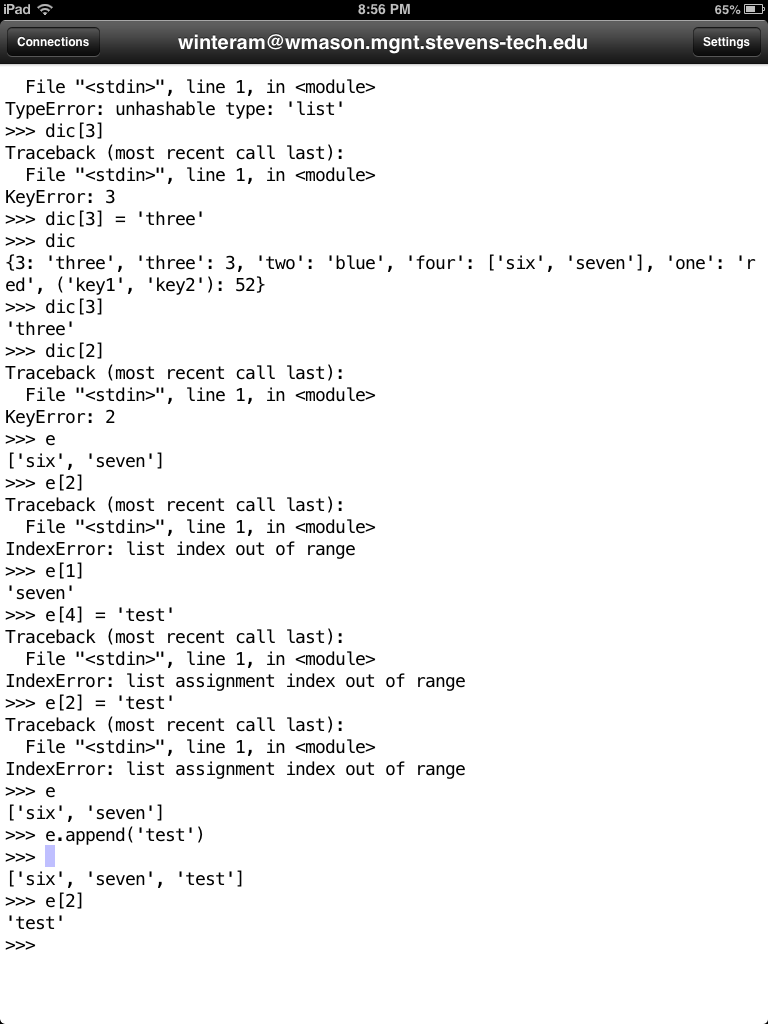 iPad 8:56 PM 65%
Connections winteram@wmason.mgnt.stevens-tech.edu Settings
  File "<stdin>", line 1, in <module>
TypeError: unhashable type: 'list'
>>> dic[3]
Traceback (most recent call last):
  File "<stdin>", line 1, in <module>
KeyError: 3
>>> dic[3] = 'three'
>>> dic
{3: 'three', 'three': 3, 'two': 'blue', 'four': ['six', 'seven'], 'one': 'r
ed', ('key1', 'key2'): 52}
>>> dic[3]
'three'
>>> dic[2]
Traceback (most recent call last):
  File "<stdin>", line 1, in <module>
KeyError: 2
>>> e
['six', 'seven']
>>> e[2]
Traceback (most recent call last):
  File "<stdin>", line 1, in <module>
IndexError: list index out of range
>>> e[1]
'seven'
>>> e[4] = 'test'
Traceback (most recent call last):
  File "<stdin>", line 1, in <module>
IndexError: list assignment index out of range
>>> e[2] = 'test'
Traceback (most recent call last):
  File "<stdin>", line 1, in <module>
IndexError: list assignment index out of range
>>> e
['six', 'seven']
>>> e.append('test')
>>>
['six', 'seven', 'test']
>>> e[2]
'test'
>>>